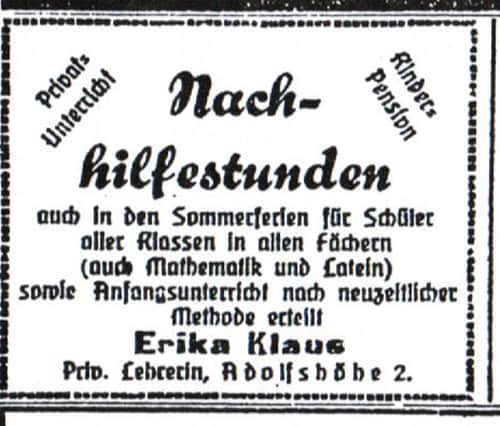 Privat-
Unterricht
Kinder-
Pension
Nach-
hilfestunden
auch in den Sommerferien für Schüler
aller Klassen in allen Fächern
(auch Mathematik und Latein)
sowie Anfangsunterricht nach neuzeitlicher
Methode erteilt
Erika Klaus
Priv. Lehrerin, Adolfshöhe 2.